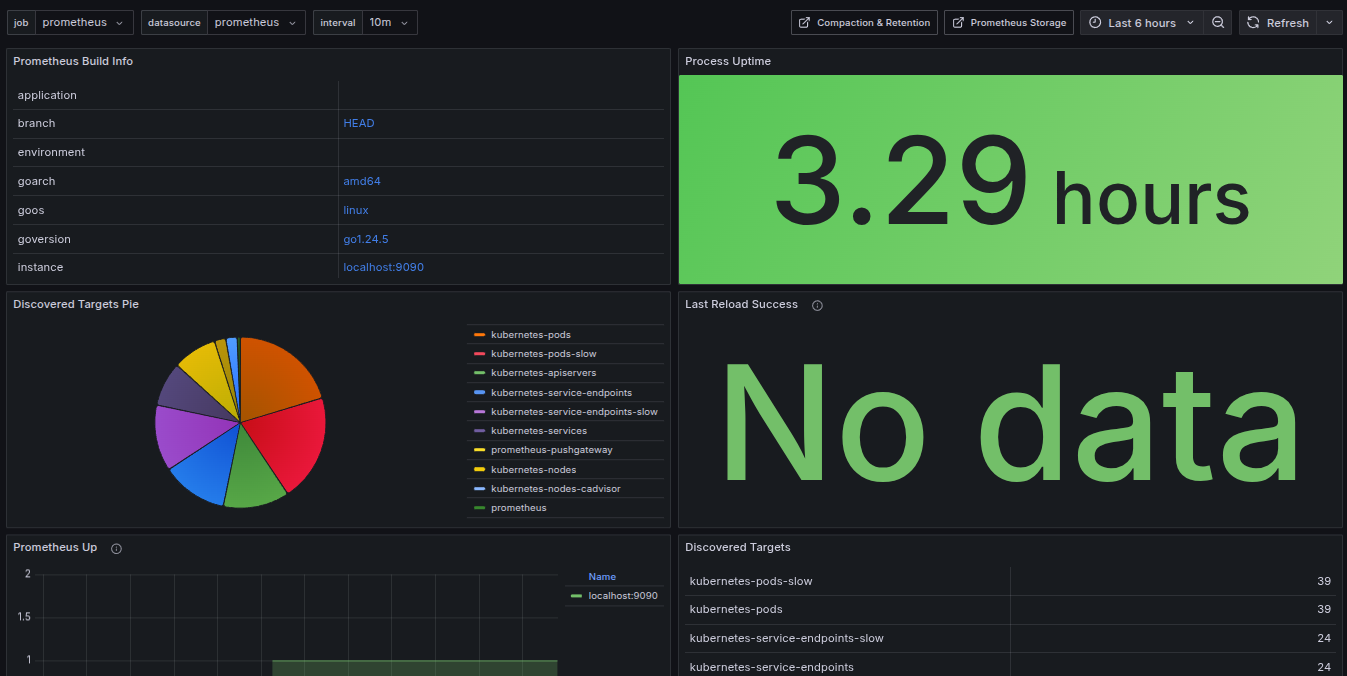 job prometheus datasource prometheus interval 10m Compaction & Retention Prometheus Storage Last 6 hours Refresh
Prometheus Build Info
application
branch HEAD
environment
goarch amd64
goos linux
goversion go1.24.5
instance localhost:9090
Process Uptime
3.29 hours
Discovered Targets Pie
kubernetes-pods
kubernetes-pods-slow
kubernetes-apiservers
kubernetes-service-endpoints
kubernetes-service-endpoints-slow
kubernetes-services
prometheus-pushgateway
kubernetes-nodes
kubernetes-nodes-cadvisor
prometheus
Last Reload Success
No data
Prometheus Up
2
1.5
1
Name
localhost:9090
Discovered Targets
kubernetes-pods-slow 39
kubernetes-pods 39
kubernetes-service-endpoints-slow 24
kubernetes-service-endpoints 24